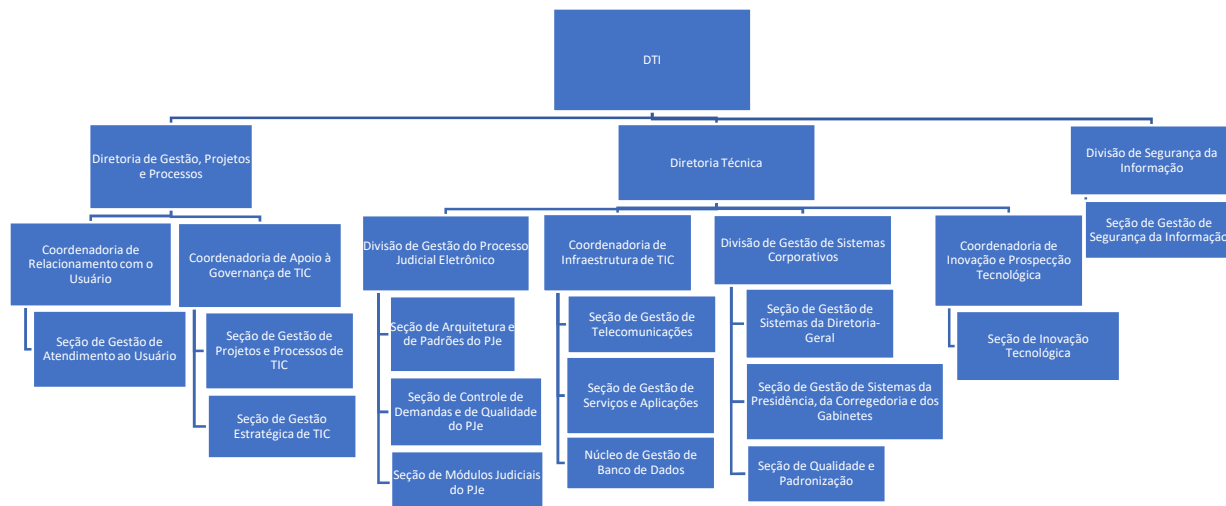 DTI
Diretoria de Gestão, Projetos
e Processos
Diretoria Técnica
Divisão de Segurança da
Informação
Seção de Gestão de
Segurança da Informação
Coordenadoria de
Relacionamento com o
Usuário
Coordenadoria de Apoio à
Governança de TIC
Divisão de Gestão do Processo
Judicial Eletrônico
Coordenadoria de
Infraestrutura de TIC
Divisão de Gestão de Sistemas
Corporativos
Coordenadoria de
Inovação e Prospecção
Tecnológica
Seção de Gestão de
Atendimento ao Usuário
Seção de Gestão de
Projetos e Processos de
TIC
Seção de Gestão
Estratégica de TIC
Seção de Arquitetura e
de Padrões do PJe
Seção de Controle de
Demandas e de Qualidade
do PJe
Seção de Módulos Judiciais
do PJe
Seção de Gestão de
Telecomunicações
Seção de Gestão de
Serviços e Aplicações
Núcleo de Gestão de
Banco de Dados
Seção de Gestão de
Sistemas da Diretoria-
Geral
Seção de Gestão de Sistemas da
Presidência, da Corregedoria e dos
Gabinetes
Seção de Qualidade e
Padronização
Seção de Inovação
Tecnológica